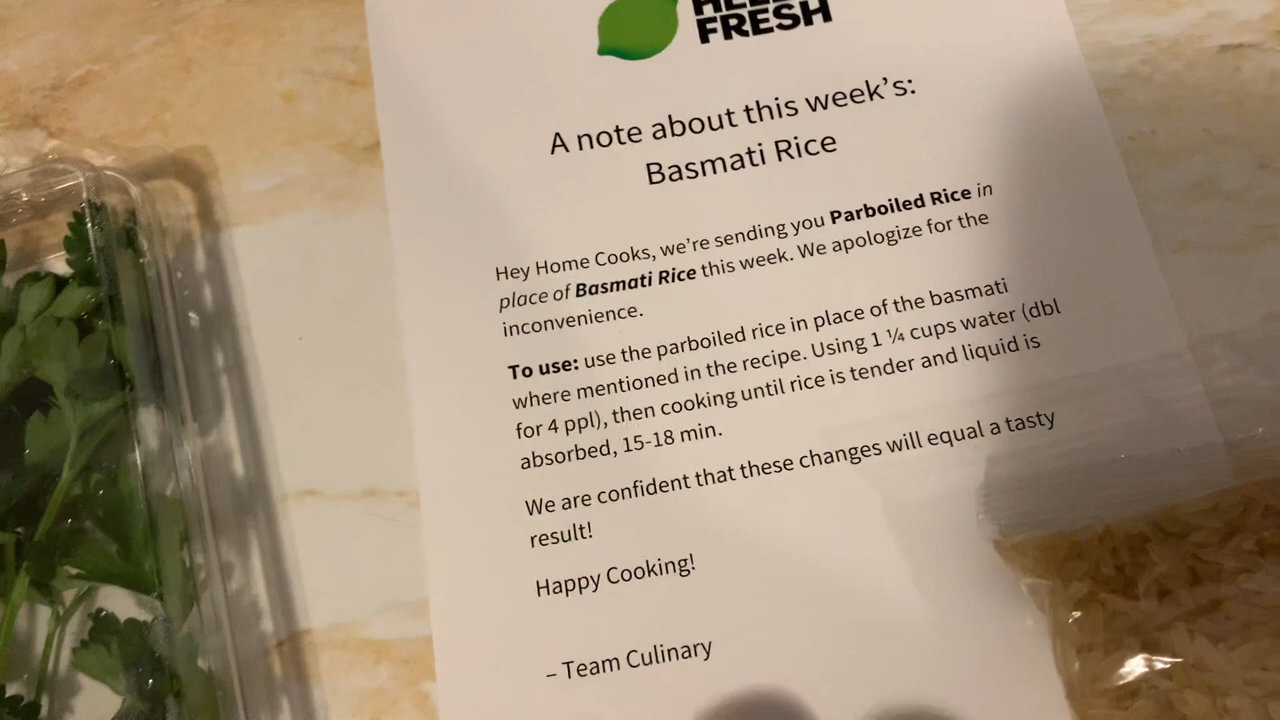 HELLO
FRESH
A note about this week's:
Basmati Rice
Hey Home Cooks, we're sending you Parboiled Rice in
place of Basmati Rice this week. We apologize for the
inconvenience.
To use: use the parboiled rice in place of the basmati
where mentioned in the recipe. Using 1 ¼ cups water (dbl
for 4 ppl), then cooking until rice is tender and liquid is
absorbed, 15-18 min.
We are confident that these changes will equal a tasty
result!
Happy Cooking!
– Team Culinary